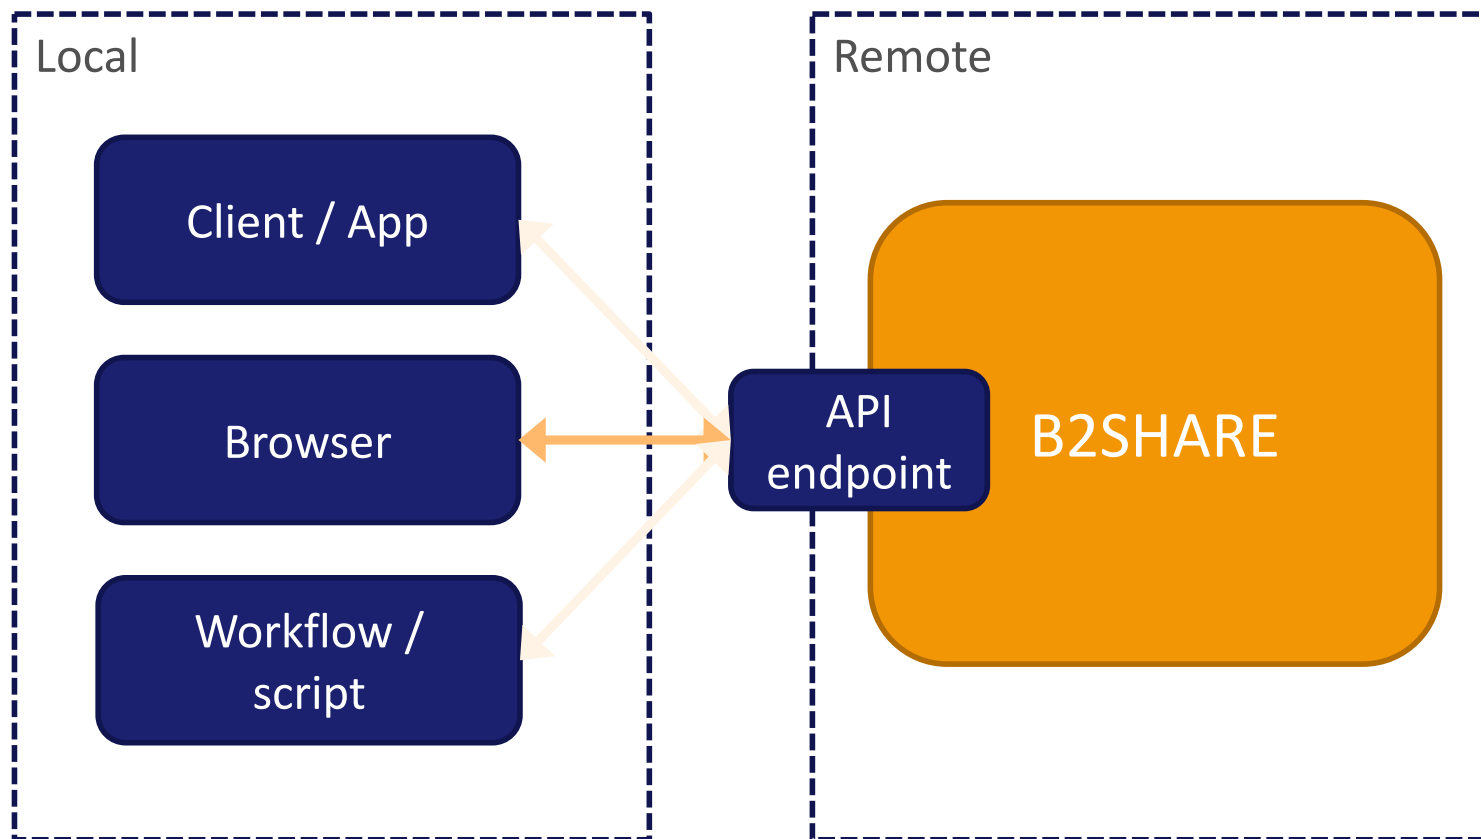 Local
Remote
Client / App
Browser
API
endpoint
B2SHARE
Workflow /
script